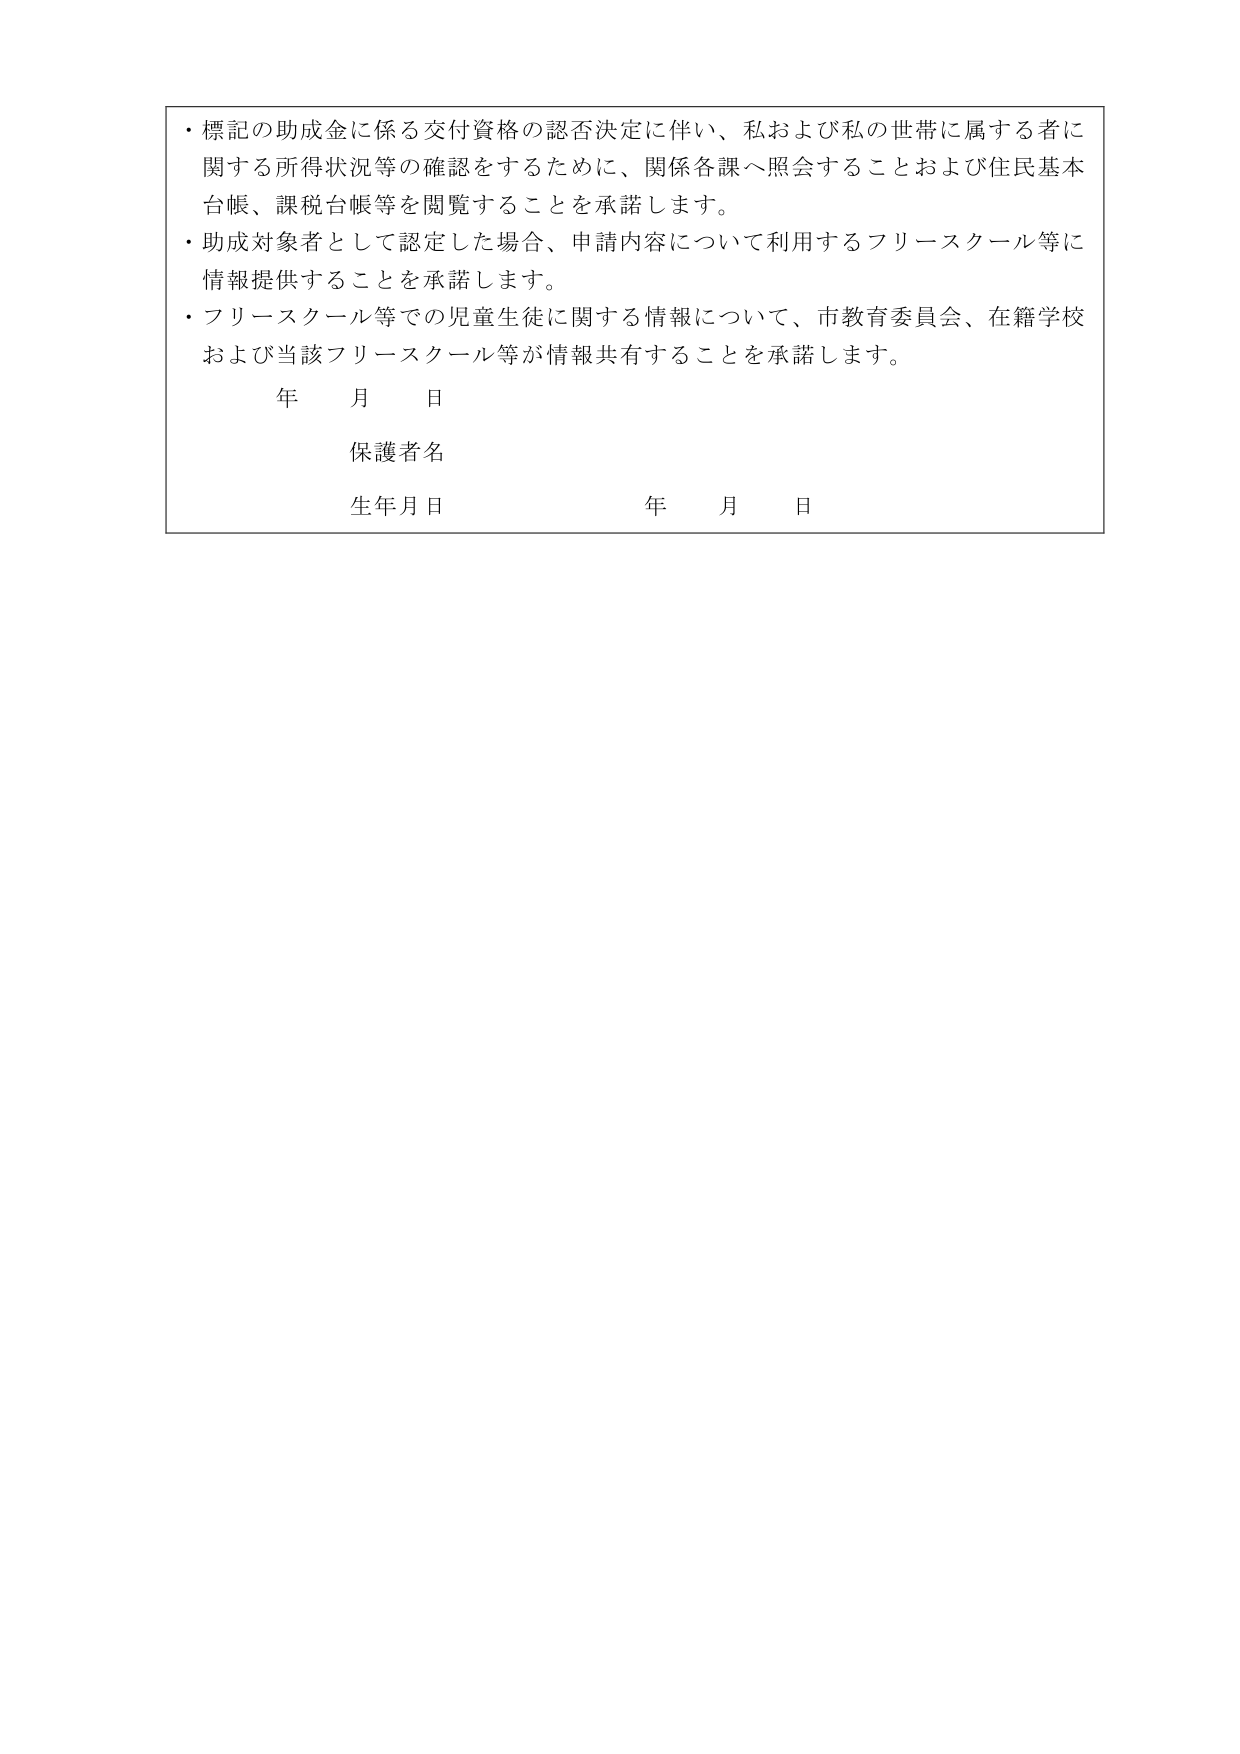 ・標記の助成金に係る交付資格の認否決定に伴い、私および私の世帯に属する者に
関する所得状況等の確認をするために、関係各課へ照会することおよび住民基本
台帳、課税台帳等を閲覧することを承諾します。
・助成対象者として認定した場合、申請内容について利用するフリースクール等に
情報提供することを承諾します。
・フリースクール等での児童生徒に関する情報について、市教育委員会、在籍学校
および当該フリースクール等が情報共有することを承諾します。
年　　月　　日
保護者名
生年月日　　　　　　　　年　　月　　日